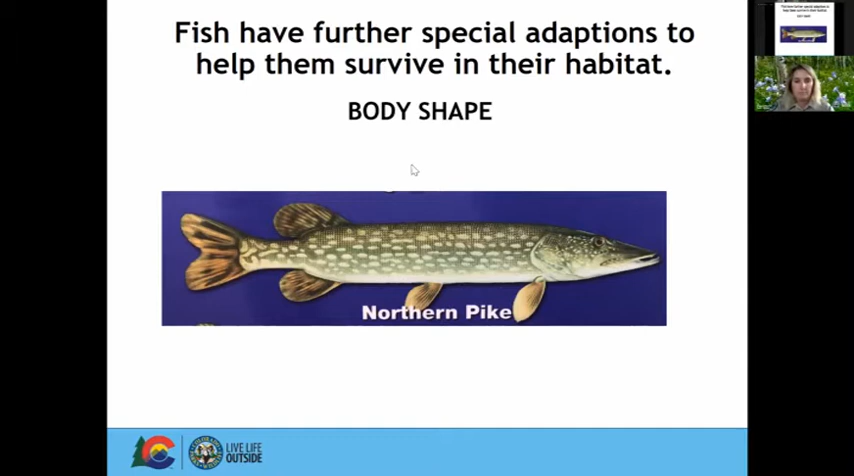 Fish have further special adaptions to
help them survive in their habitat.
BODY SHAPE
Northern Pike
LIVE LIFE
OUTSIDE